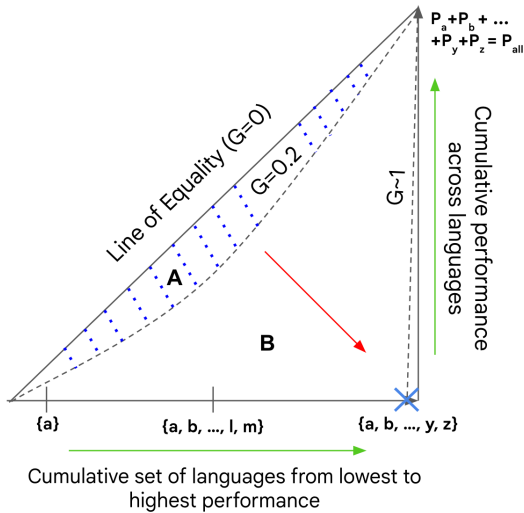 P_a+P_b + ...
+P_y+P_z = P_all
Line of Equality (G=0)
G=0.2
G~1
Cumulative performance
across languages
A
B
{a}
{a, b, ..., l, m}
{a, b, ..., y, z}
Cumulative set of languages from lowest to
highest performance